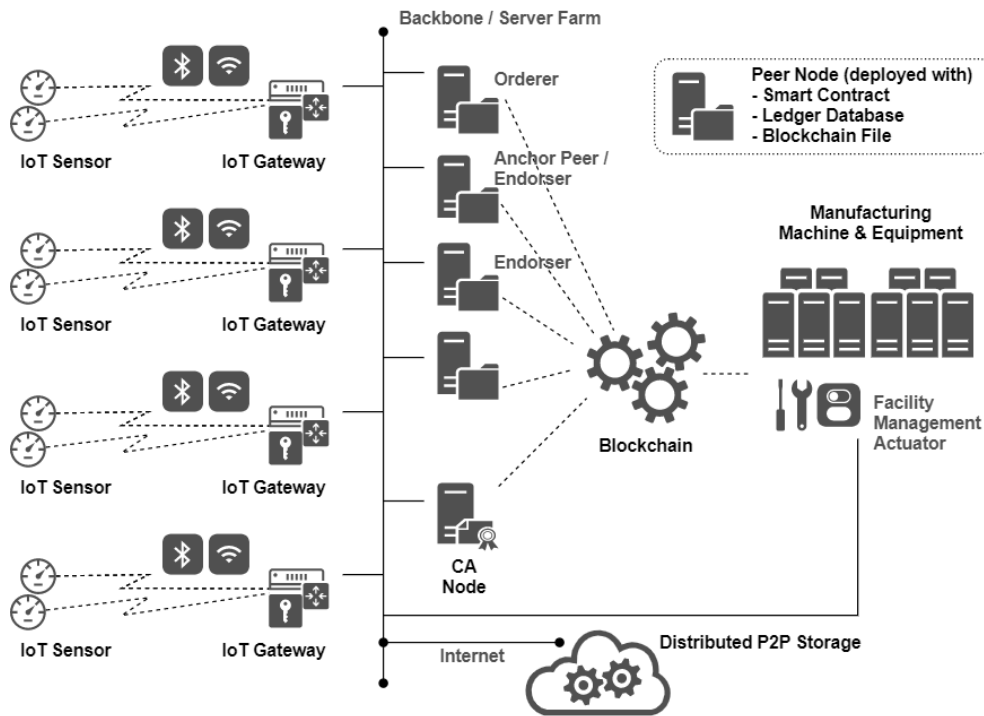 Backbone / Server Farm
IoT Sensor
IoT Gateway
IoT Sensor
IoT Gateway
IoT Sensor
IoT Gateway
IoT Sensor
IoT Gateway
Orderer
Anchor Peer /
Endorser
Endorser
CA
Node
Blockchain
Peer Node (deployed with)
- Smart Contract
- Ledger Database
- Blockchain File
Manufacturing
Machine & Equipment
Facility
Management
Actuator
Internet
Distributed P2P Storage